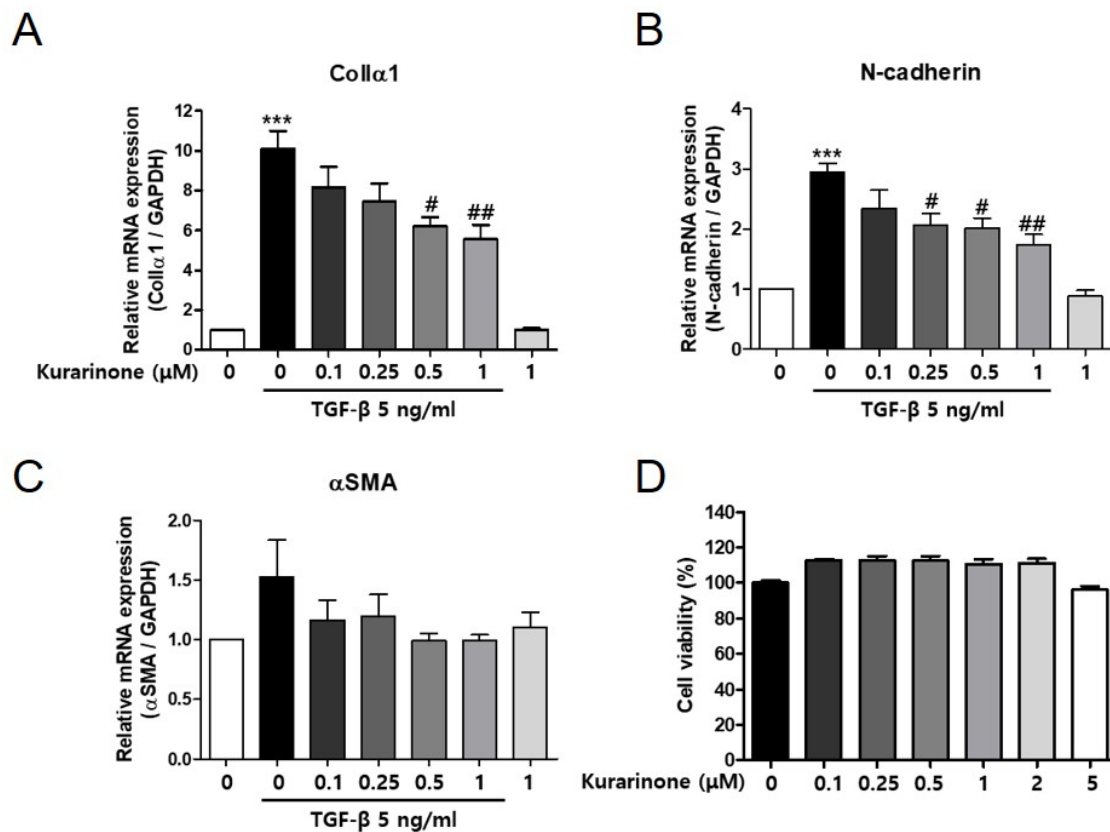 A
CoIIα1
Relative mRNA expression
(CoIIα1 / GAPDH)
12
10
8
6
4
2
0
***
#
##
Kurarinone (μM)
0 0 0.1 0.25 0.5 1 1
TGF-β 5 ng/ml
B
N-cadherin
Relative mRNA expression
(N-cadherin / GAPDH)
4
3
2
1
0
***
#
#
##
Kurarinone (μM)
0 0 0.1 0.25 0.5 1 1
TGF-β 5 ng/ml
C
αSMA
Relative mRNA expression
(αSMA / GAPDH)
2.0
1.5
1.0
0.5
0.0
0 0 0.1 0.25 0.5 1 1
TGF-β 5 ng/ml
D
Cell viability (%)
140
120
100
80
60
40
20
0
Kurarinone (μM)
0 0.1 0.25 0.5 1 2 5